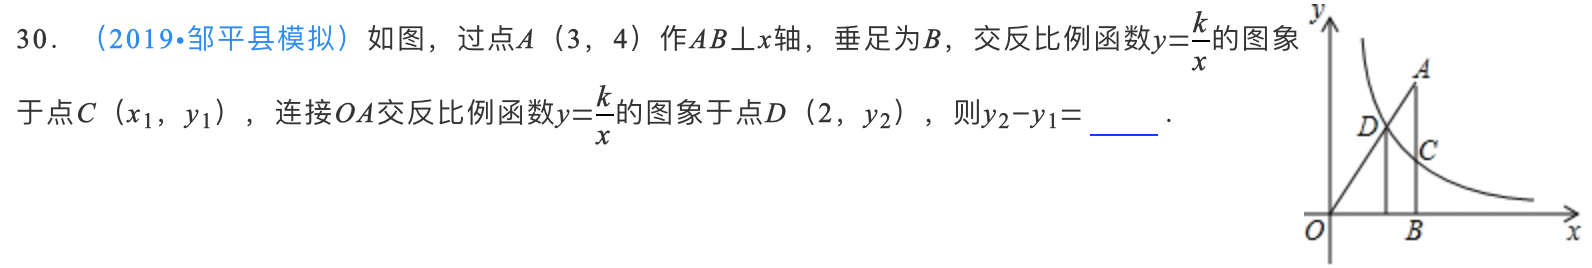 30. (2019•邹平县模拟) 如图，过点A（3，4）作AB⊥x轴，垂足为B，交反比例函数y=k/x的图象
于点C（x₁，y₁），连接OA交反比例函数y=k/x的图象于点D（2，y₂），则y₂−y₁=______．
y
A
D
C
O
B
x